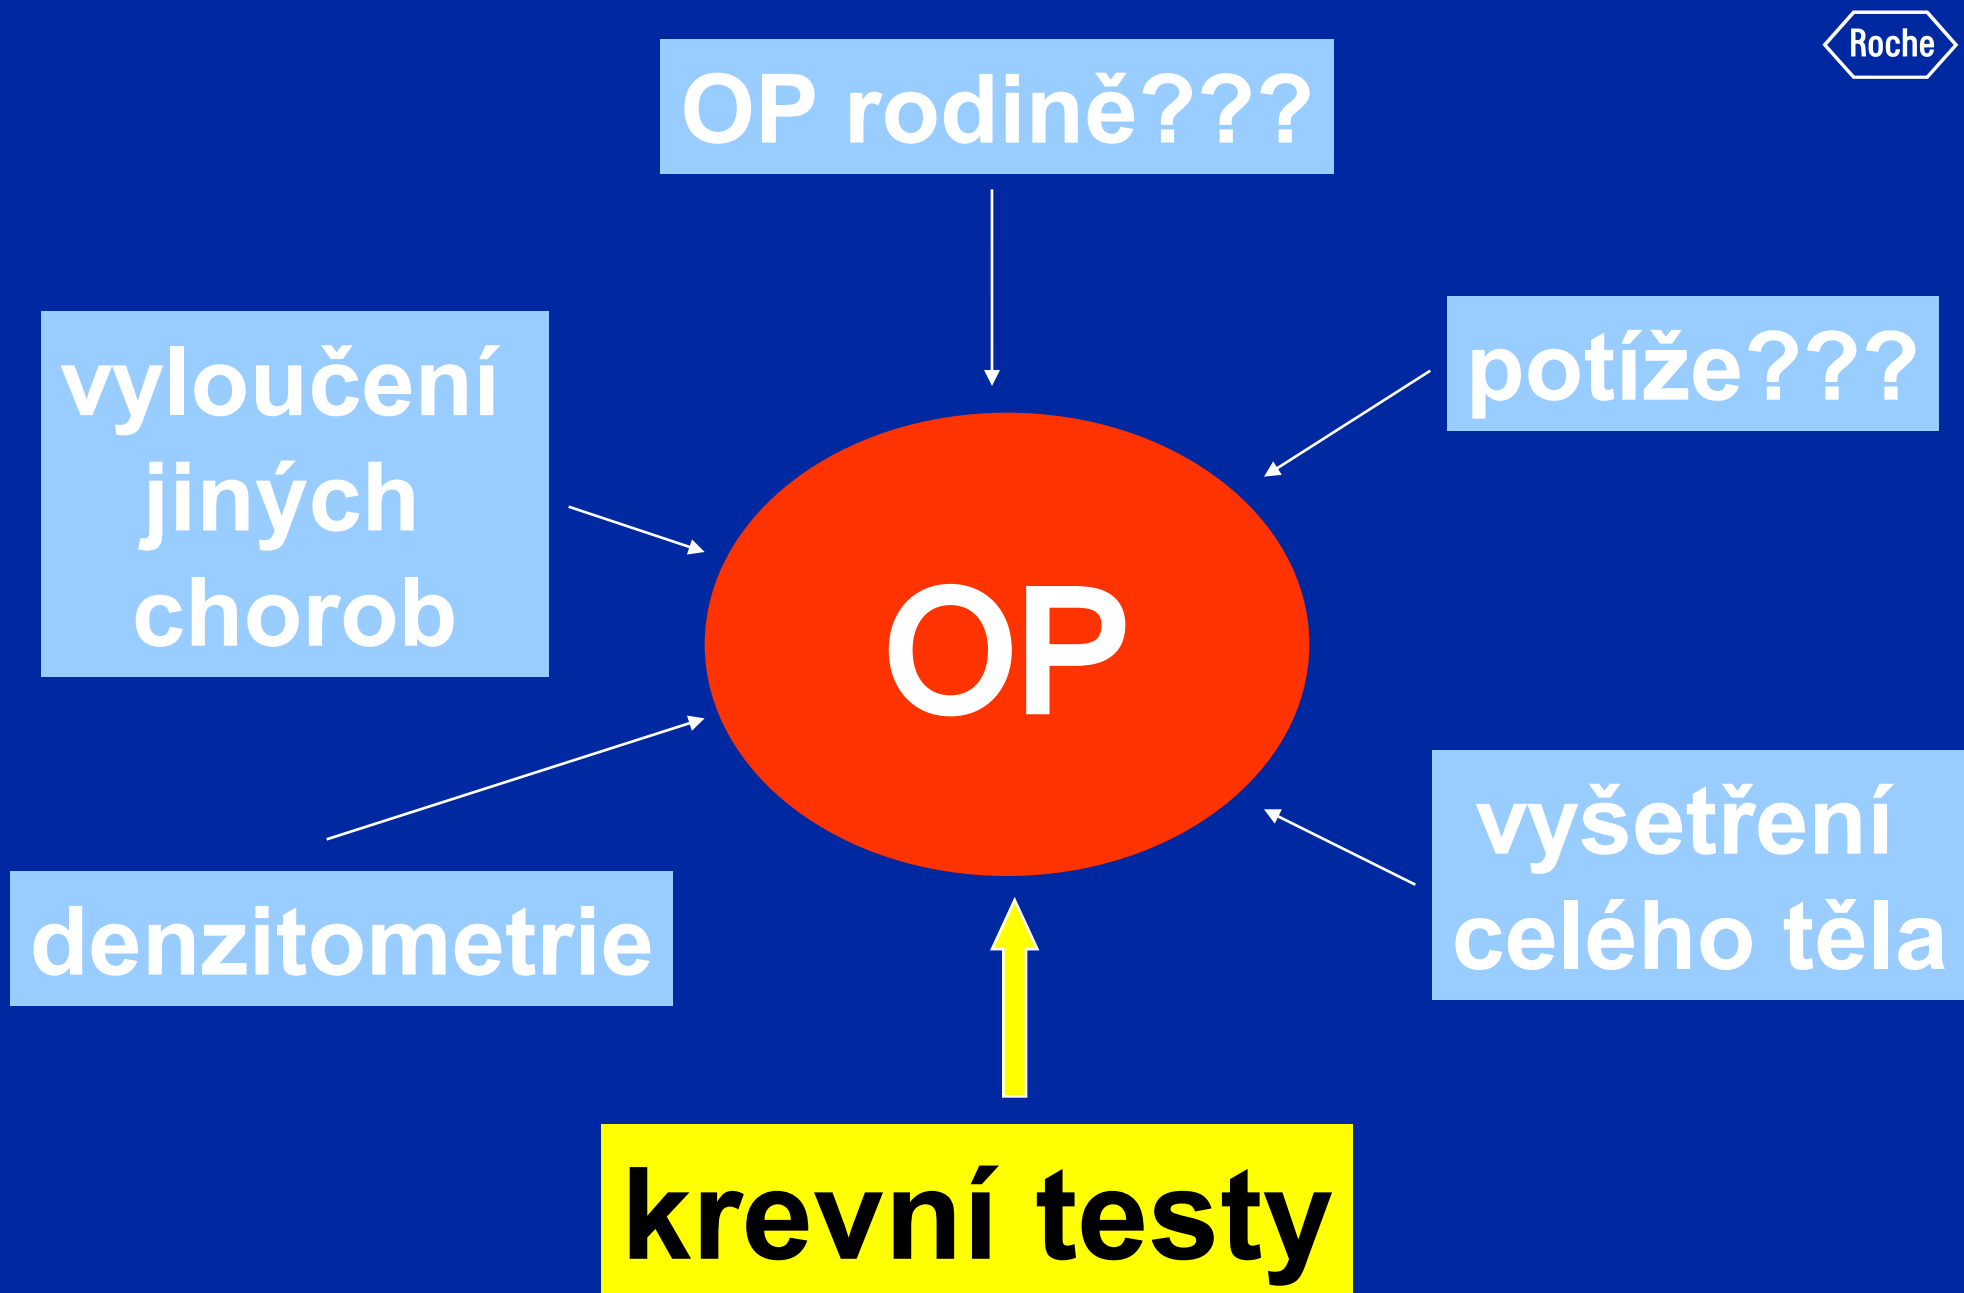 Roche
OP rodině???
vyloučení
jiných
chorob
potíže???
OP
denzitometrie
vyšetření
celého těla
krevní testy